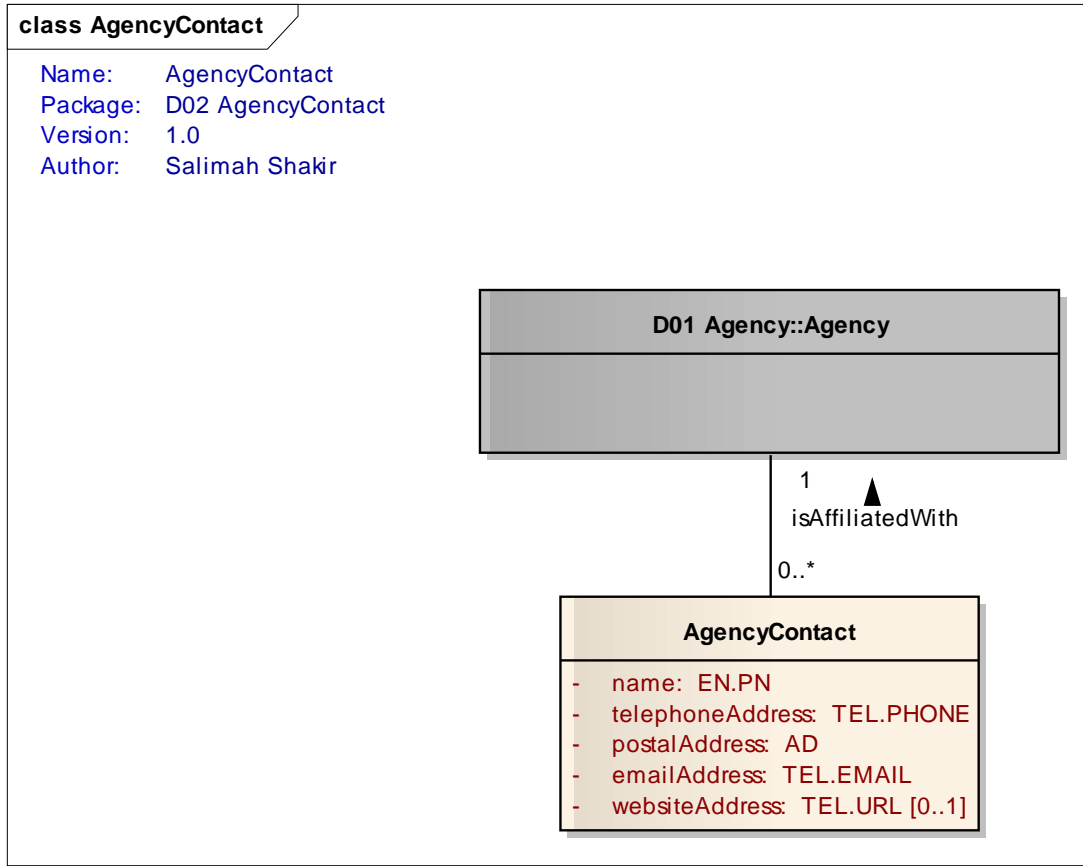 class AgencyContact
Name: AgencyContact
Package: D02 AgencyContact
Version: 1.0
Author: Salimah Shakir
D01 Agency::Agency
1
isAffiliatedWith
0..*
AgencyContact
- name: EN.PN
- telephoneAddress: TEL.PHONE
- postalAddress: AD
- emailAddress: TEL.EMAIL
- websiteAddress: TEL.URL [0..1]